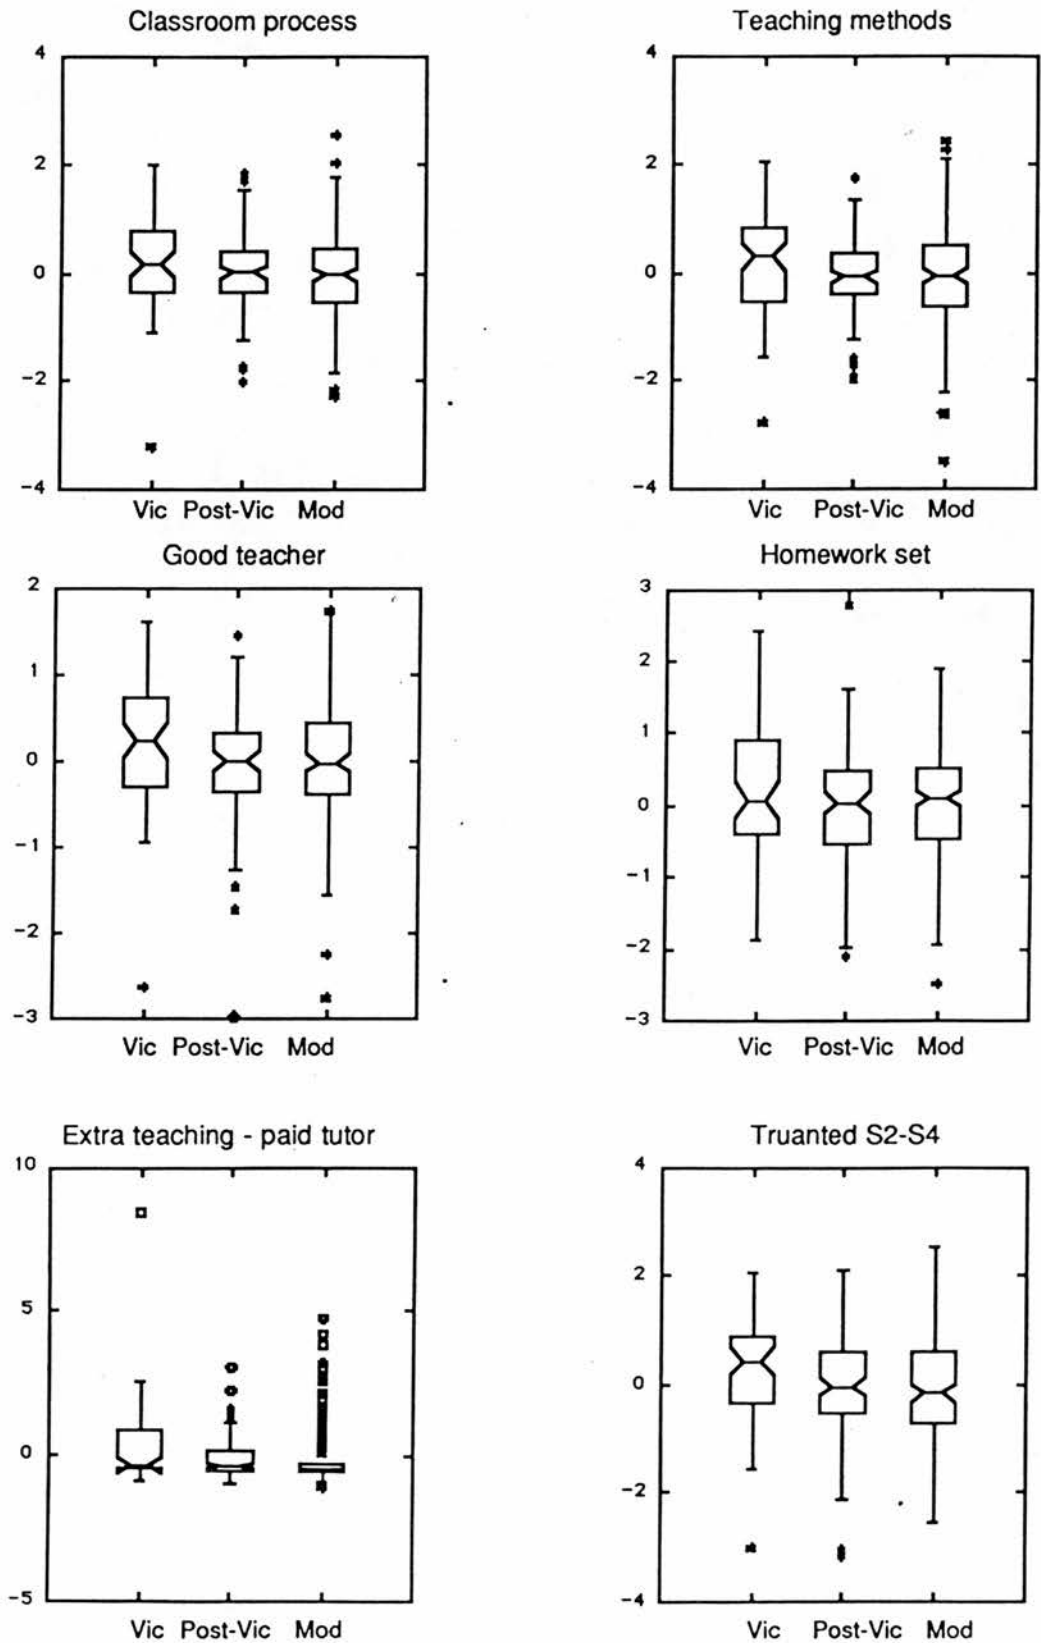 Classroom process
4
2
0
−2
−4
Vic Post-Vic Mod
Teaching methods
4
2
0
−2
−4
Vic Post-Vic Mod
Good teacher
2
1
0
−1
−2
−3
Vic Post-Vic Mod
Homework set
3
2
1
0
−1
−2
−3
Vic Post-Vic Mod
Extra teaching - paid tutor
10
5
0
−5
Vic Post-Vic Mod
Truanted S2-S4
4
2
0
−2
−4
Vic Post-Vic Mod